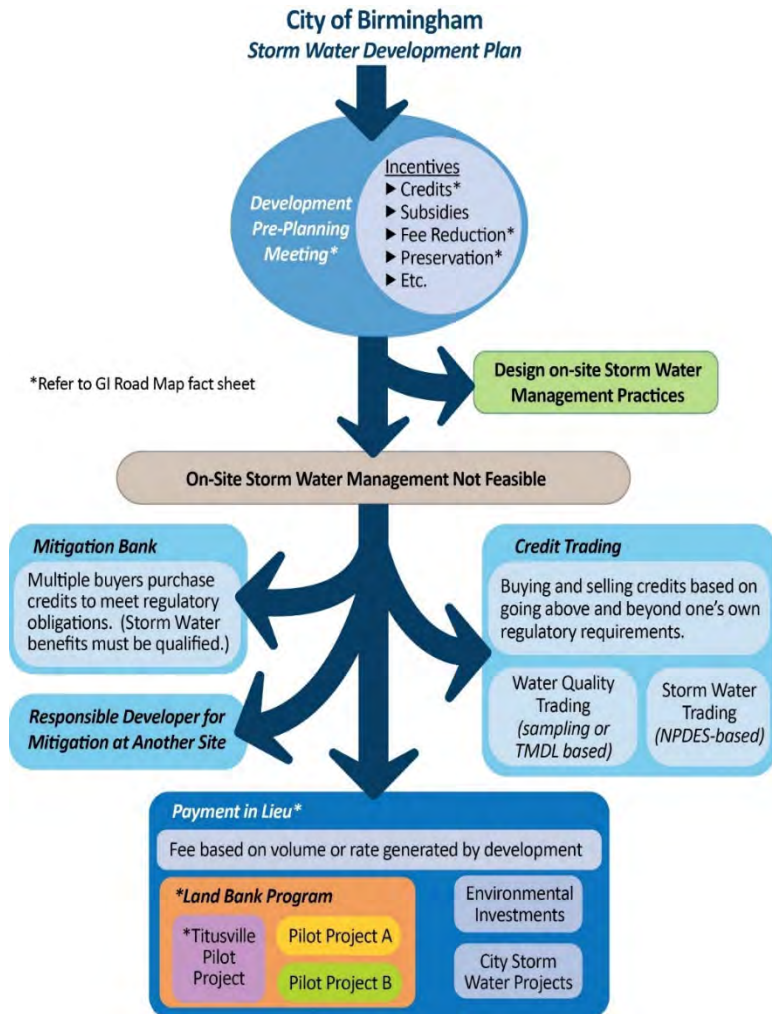 City of Birmingham
Storm Water Development Plan
Development
Pre-Planning
Meeting*
Incentives
▶ Credits*
▶ Subsidies
▶ Fee Reduction*
▶ Preservation*
▶ Etc.
*Refer to GI Road Map fact sheet
Design on-site Storm Water
Management Practices
On-Site Storm Water Management Not Feasible
Mitigation Bank
Multiple buyers purchase
credits to meet regulatory
obligations. (Storm Water
benefits must be qualified.)
Credit Trading
Buying and selling credits based on
going above and beyond one's own
regulatory requirements.
Water Quality
Trading
(sampling or
TMDL based)
Storm Water
Trading
(NPDES-based)
Responsible Developer for
Mitigation at Another Site
Payment in Lieu*
Fee based on volume or rate generated by development
*Land Bank Program
*Titusville
Pilot
Project
Pilot Project A
Pilot Project B
Environmental
Investments
City Storm
Water Projects